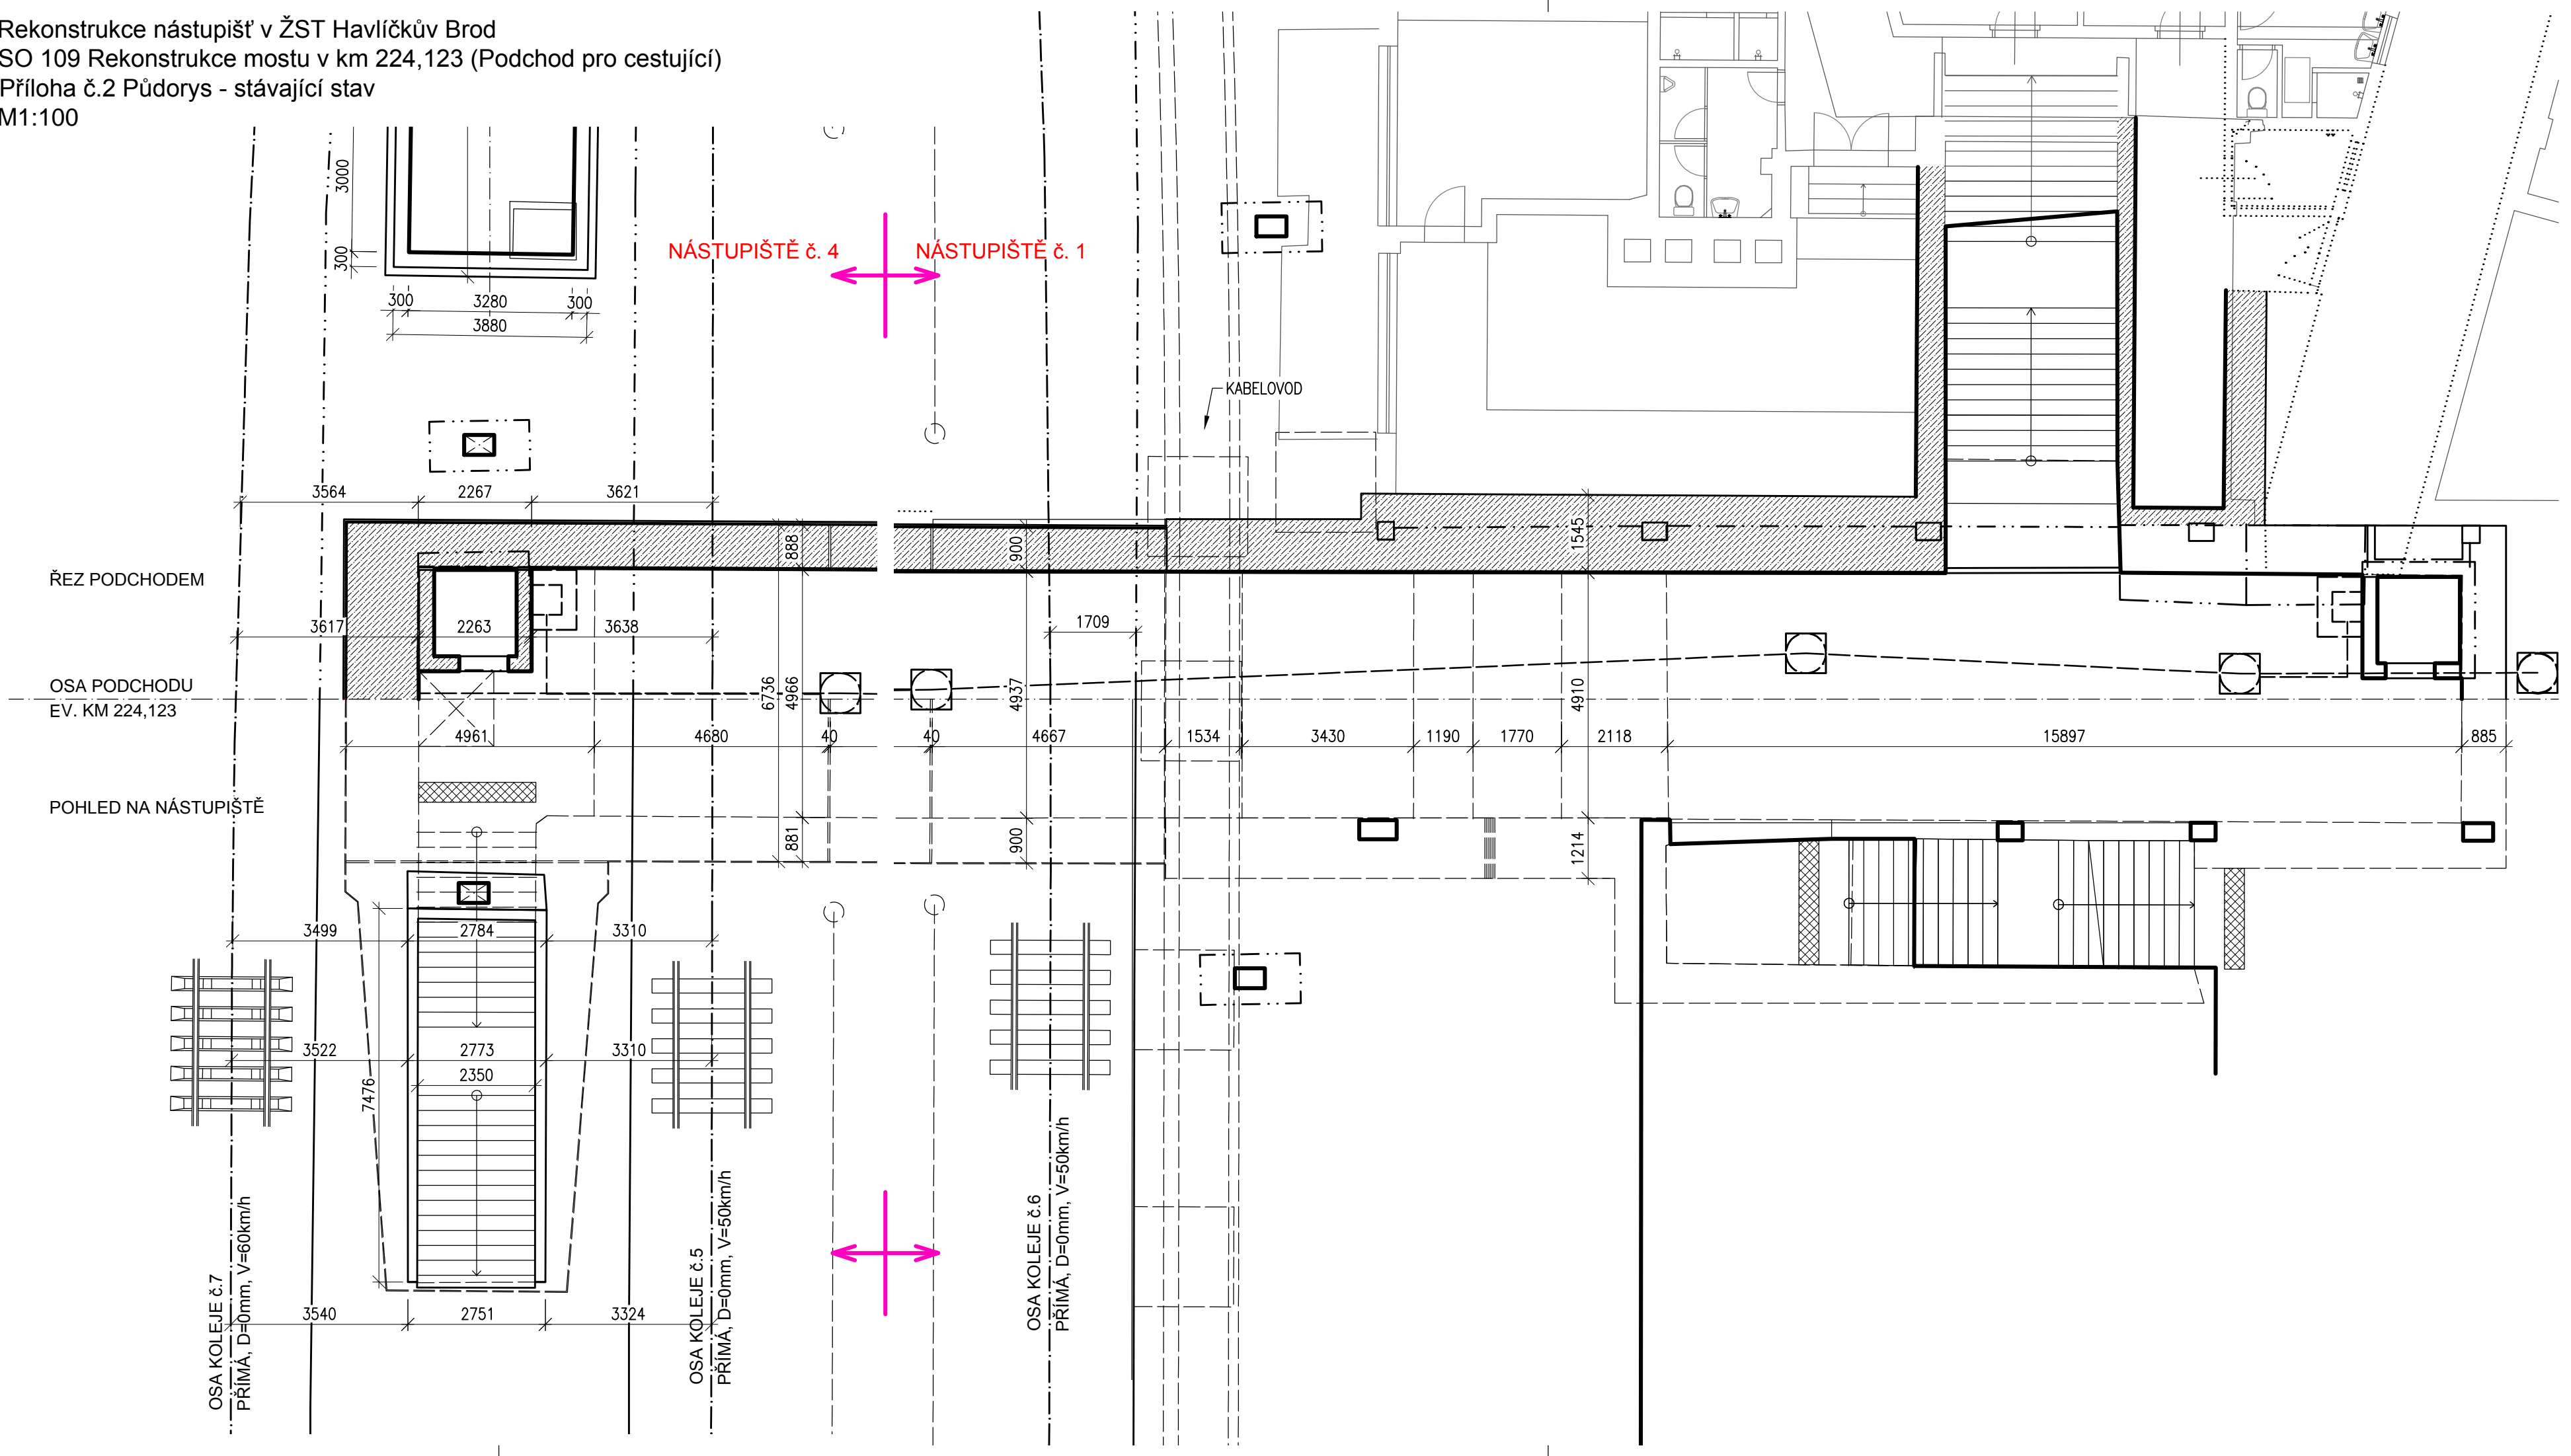 Rekonstrukce nástupišť v ŽST Havlíčkův Brod
SO 109 Rekonstrukce mostu v km 224,123 (Podchod pro cestující)
Příloha č.2 Půdorys - stávající stav
M1:100
3000
300
300
3280
300
3880
NÁSTUPIŠTĚ č. 4
NÁSTUPIŠTĚ č. 1
KABELOVOD
3564
2267
3621
888
900
1545
ŘEZ PODCHODEM
3617
2263
3638
1709
OSA PODCHODU
EV. KM 224,123
6736
4966
4937
4910
4961
4680
40
40
4667
1534
3430
1190
1770
2118
15897
885
POHLED NA NÁSTUPIŠTĚ
881
900
1214
3499
2784
3310
3522
2773
3310
2350
7476
3540
2751
3324
OSA KOLEJE č.7
PŘÍMÁ, D=0mm, V=60km/h
OSA KOLEJE č.5
PŘÍMÁ, D=0mm, V=50km/h
OSA KOLEJE č.6
PŘÍMÁ, D=0mm, V=50km/h